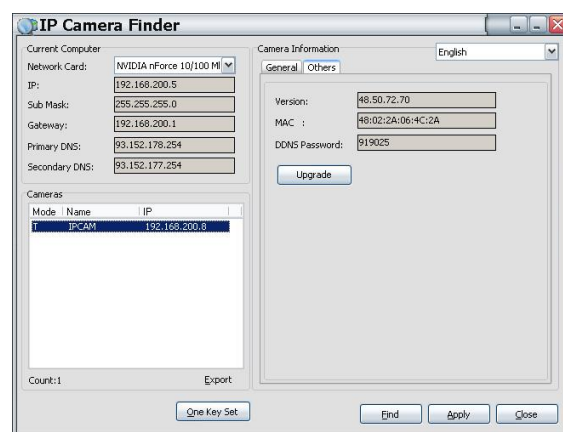 IP Camera Finder
Current Computer
Network Card: NVIDIA nForce 10/100 M
IP: 192.168.200.5
Sub Mask: 255.255.255.0
Gateway: 192.168.200.1
Primary DNS: 93.152.178.254
Secondary DNS: 93.152.177.254
Cameras
Mode Name IP
T IPCAM 192.168.200.8
Count:1 Export
One Key Set
Camera Information
English
General Others
Version: 48.50.72.70
MAC : 48:02:2A:06:4C:2A
DDNS Password: 919025
Upgrade
Find Apply Close